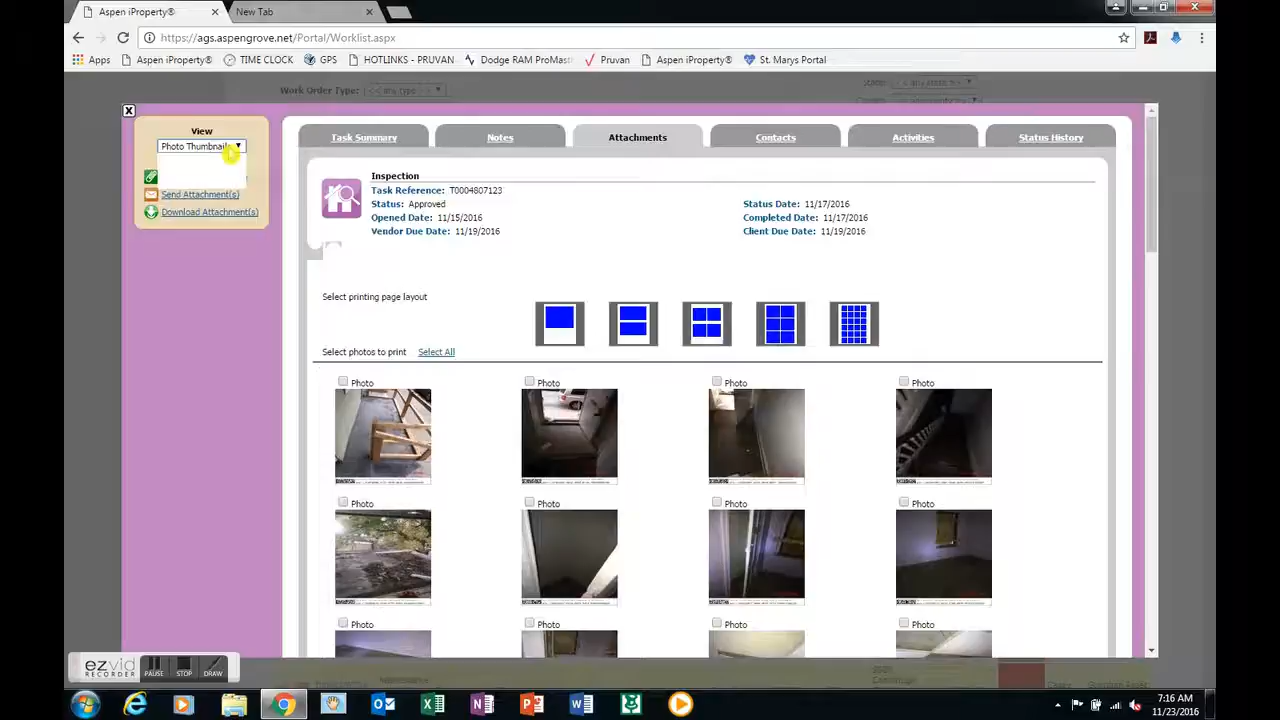 Aspen iProperty®
New Tab
https://ags.aspengrove.net/Portal/Worklist.aspx
Apps Aspen iProperty® TIME CLOCK GPS HOTLINKS - PRUVAN Dodge RAM ProMast Pruvan Aspen iProperty® St. Marys Portal
Work Order Type: << any type >>
View
Photo Thumbnails
Send Attachment(s)
Download Attachment(s)
Task Summary Notes Attachments Contacts Activities Status History
Inspection
Task Reference: T0004807123
Status: Approved Status Date: 11/17/2016
Opened Date: 11/15/2016 Completed Date: 11/17/2016
Vendor Due Date: 11/19/2016 Client Due Date: 11/19/2016
Select printing page layout
Select photos to print Select All
Photo Photo Photo Photo
Photo Photo Photo Photo
Photo Photo Photo Photo
ezvid
RECORDER
PAUSE STOP DRAW
7:16 AM
11/23/2016